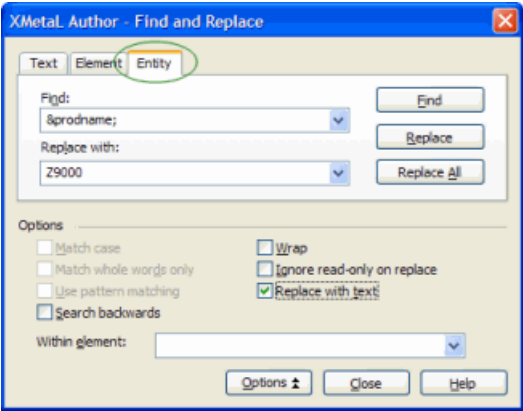 XMetaL Author - Find and Replace
Text Element Entity
Find:
&prodname;
Find
Replace with:
Replace
Z9000
Replace All
Options
Match case
Wrap
Match whole words only
Ignore read-only on replace
Use pattern matching
Replace with text
Search backwards
Within element:
Options
Close
Help